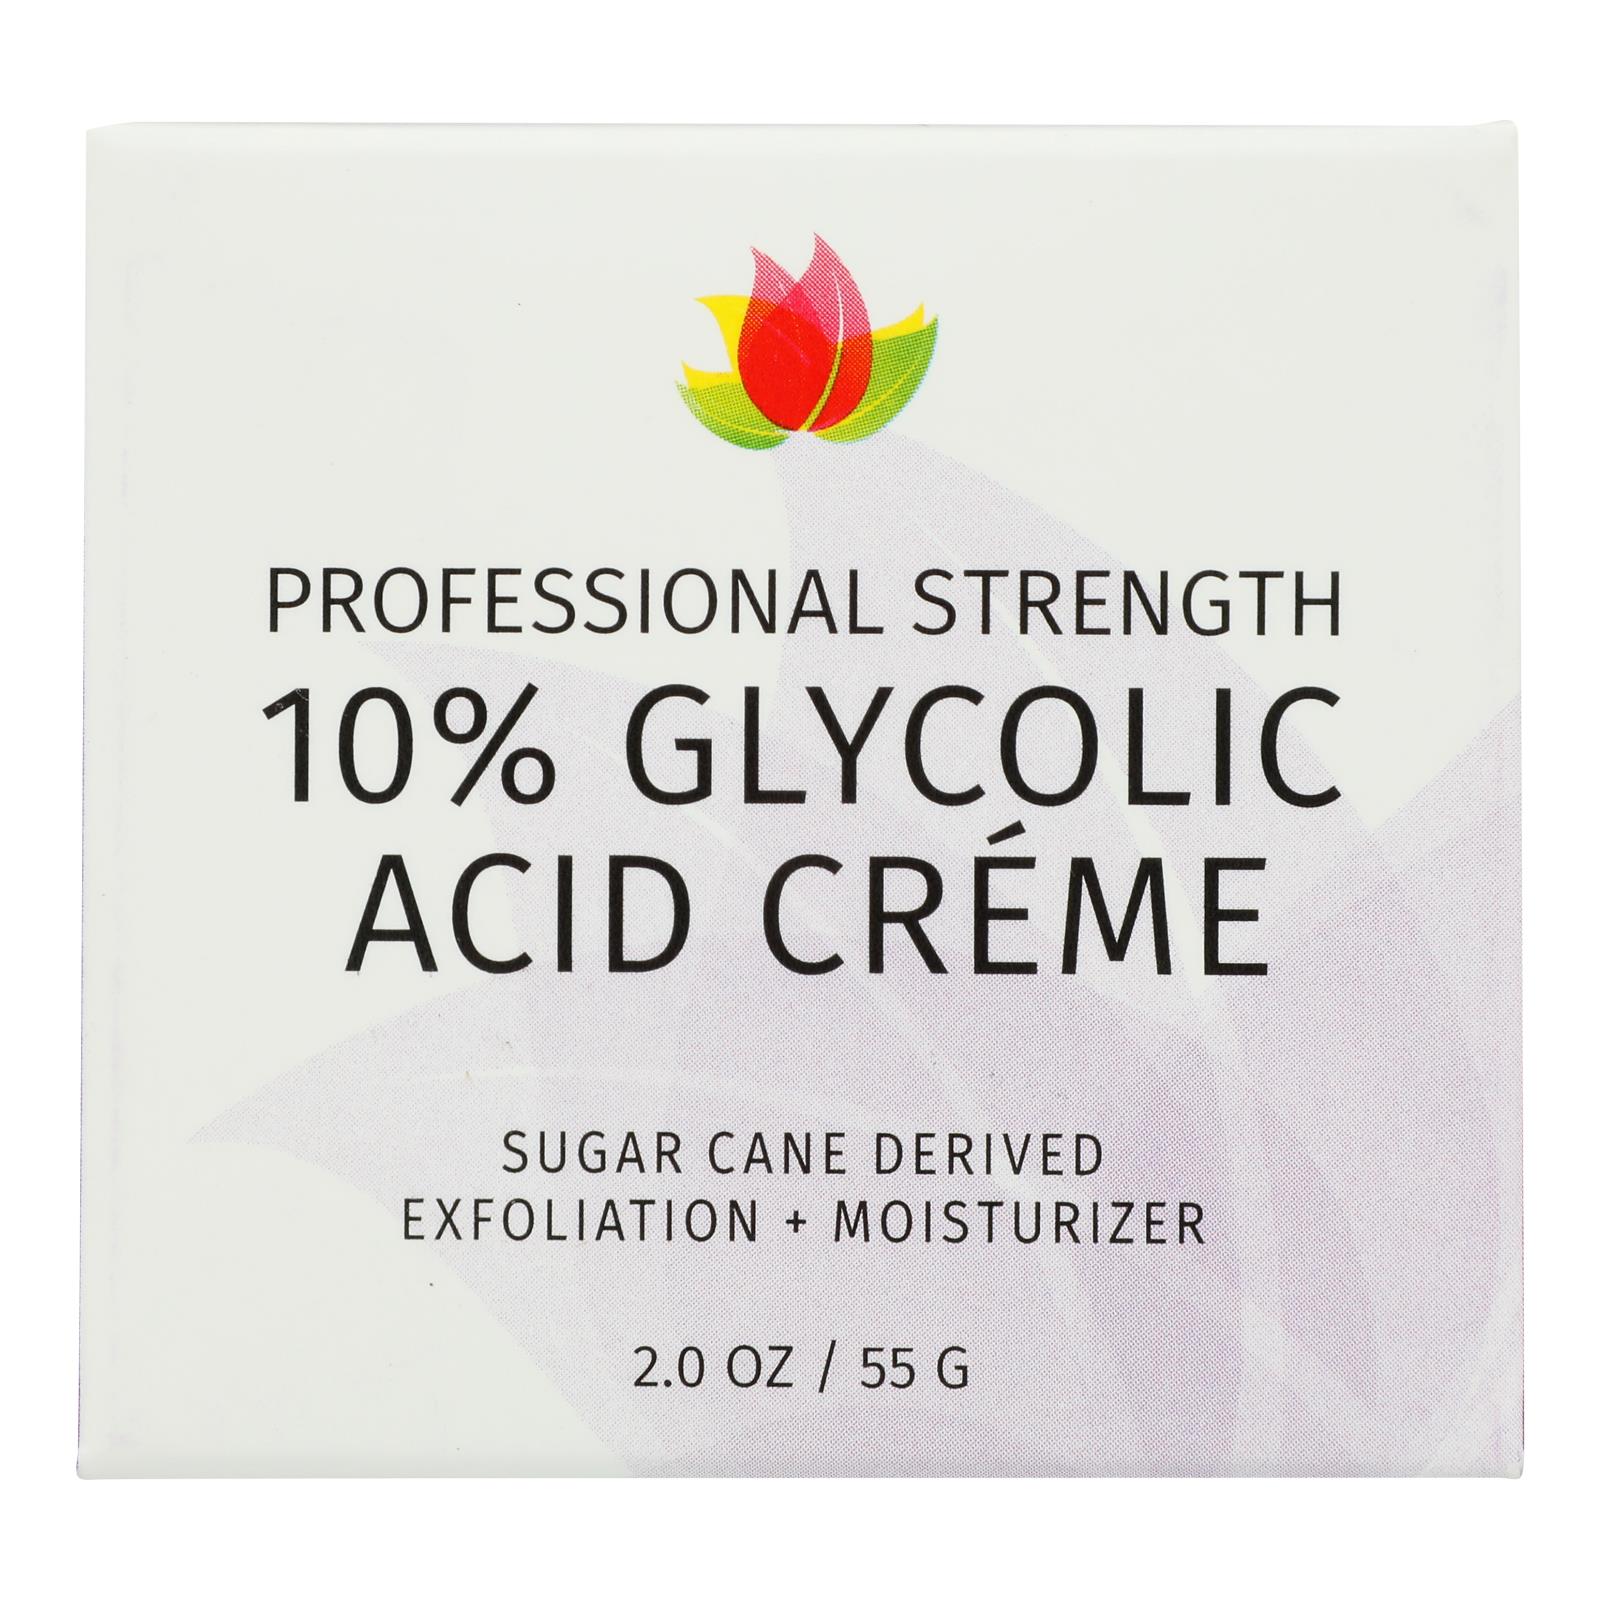 PROFESSIONAL STRENGTH
10% GLYCOLIC
ACID CRÉME
SUGAR CANE DERIVED
EXFOLIATION + MOISTURIZER
2.0 OZ / 55 G